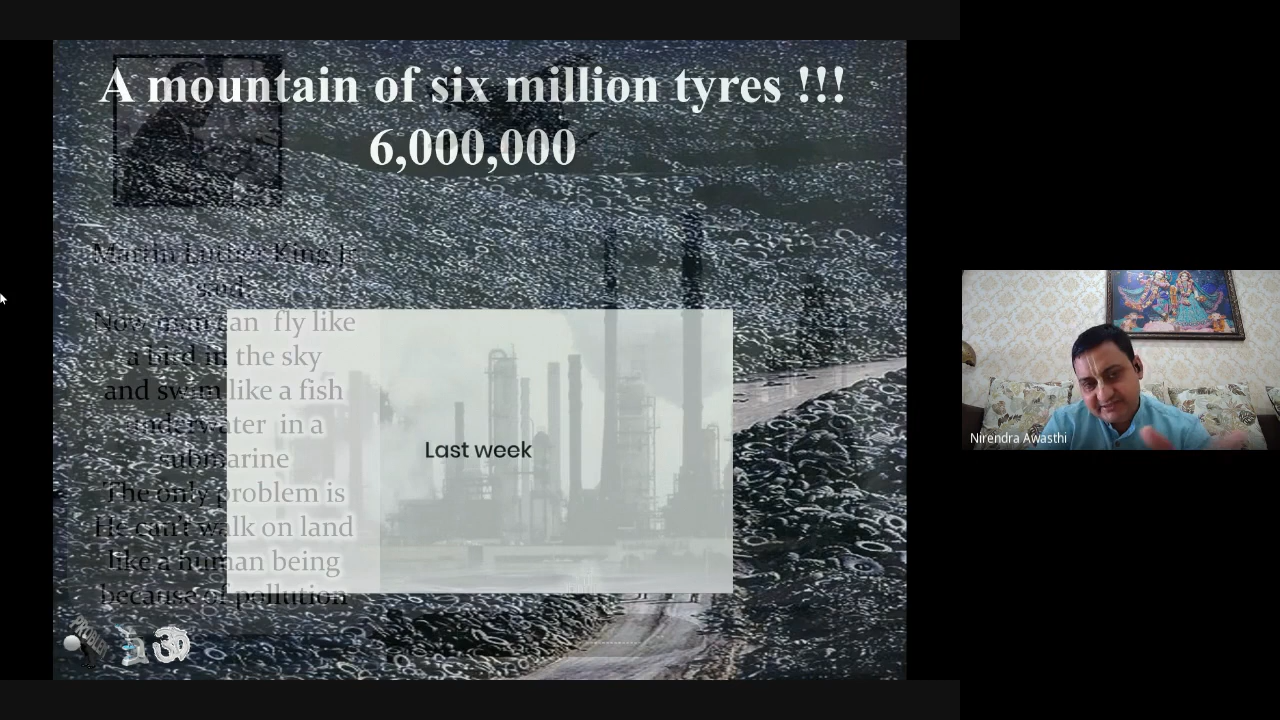 A mountain of six million tyres !!!
6,000,000
Martin Luther King Jr
said
Now man can fly like
a bird in the sky
and swim like a fish
underwater in a
submarine
The only problem is
He can't walk on land
like a human being
because of pollution
Last week
PROBLEM
Nirendra Awasthi